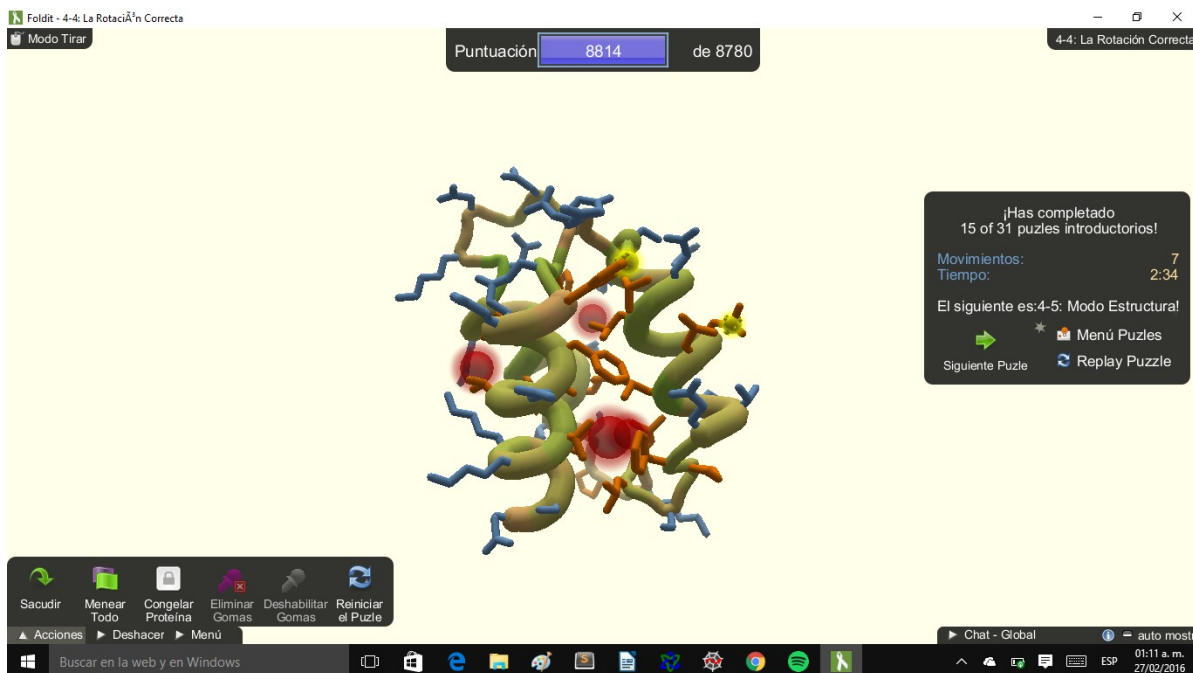 Foldit - 4-4: La RotaciÃ³n Correcta
Modo Tirar
Puntuación 8814 de 8780
4-4: La Rotación Correcta
¡Has completado
15 of 31 puzles introductorios!
Movimientos: 7
Tiempo: 2:34
El siguiente es:4-5: Modo Estructura!
Siguiente Puzle
Menú Puzles
Replay Puzzle
Sacudir
Menear Todo
Congelar Proteína
Eliminar Gomas
Deshabilitar Gomas
Reiniciar el Puzle
Acciones
Deshacer
Menú
Chat - Global
auto mostr
Buscar en la web y en Windows
ESP
01:11 a. m.
27/02/2016